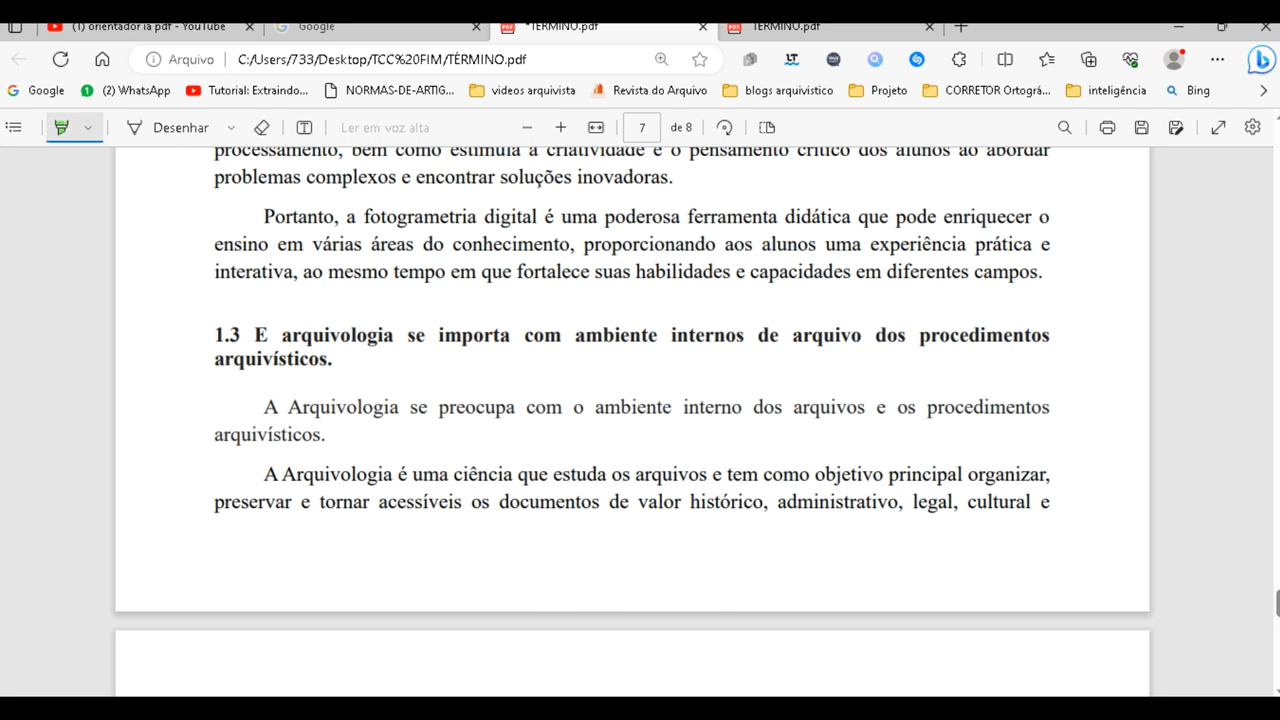 (1) orientador ia pdf - YouTube
Google
*TERMINO.pdf
TERMINO.pdf
Arquivo C:/Users/733/Desktop/TCC%20FIM/TÉRMINO.pdf
Google (2) WhatsApp Tutorial: Extraindo... NORMAS-DE-ARTIG... videos arquivista Revista do Arquivo blogs arquivistico Projeto CORRETOR Ortográ... inteligência Bing
Desenhar Ler em voz alta 7 de 8
processamento, bem como estimula a criatividade e o pensamento crítico dos alunos ao abordar
problemas complexos e encontrar soluções inovadoras.
Portanto, a fotogrametria digital é uma poderosa ferramenta didática que pode enriquecer o
ensino em várias áreas do conhecimento, proporcionando aos alunos uma experiência prática e
interativa, ao mesmo tempo em que fortalece suas habilidades e capacidades em diferentes campos.
1.3 E arquivologia se importa com ambiente internos de arquivo dos procedimentos
arquivísticos.
A Arquivologia se preocupa com o ambiente interno dos arquivos e os procedimentos
arquivísticos.
A Arquivologia é uma ciência que estuda os arquivos e tem como objetivo principal organizar,
preservar e tornar acessíveis os documentos de valor histórico, administrativo, legal, cultural e